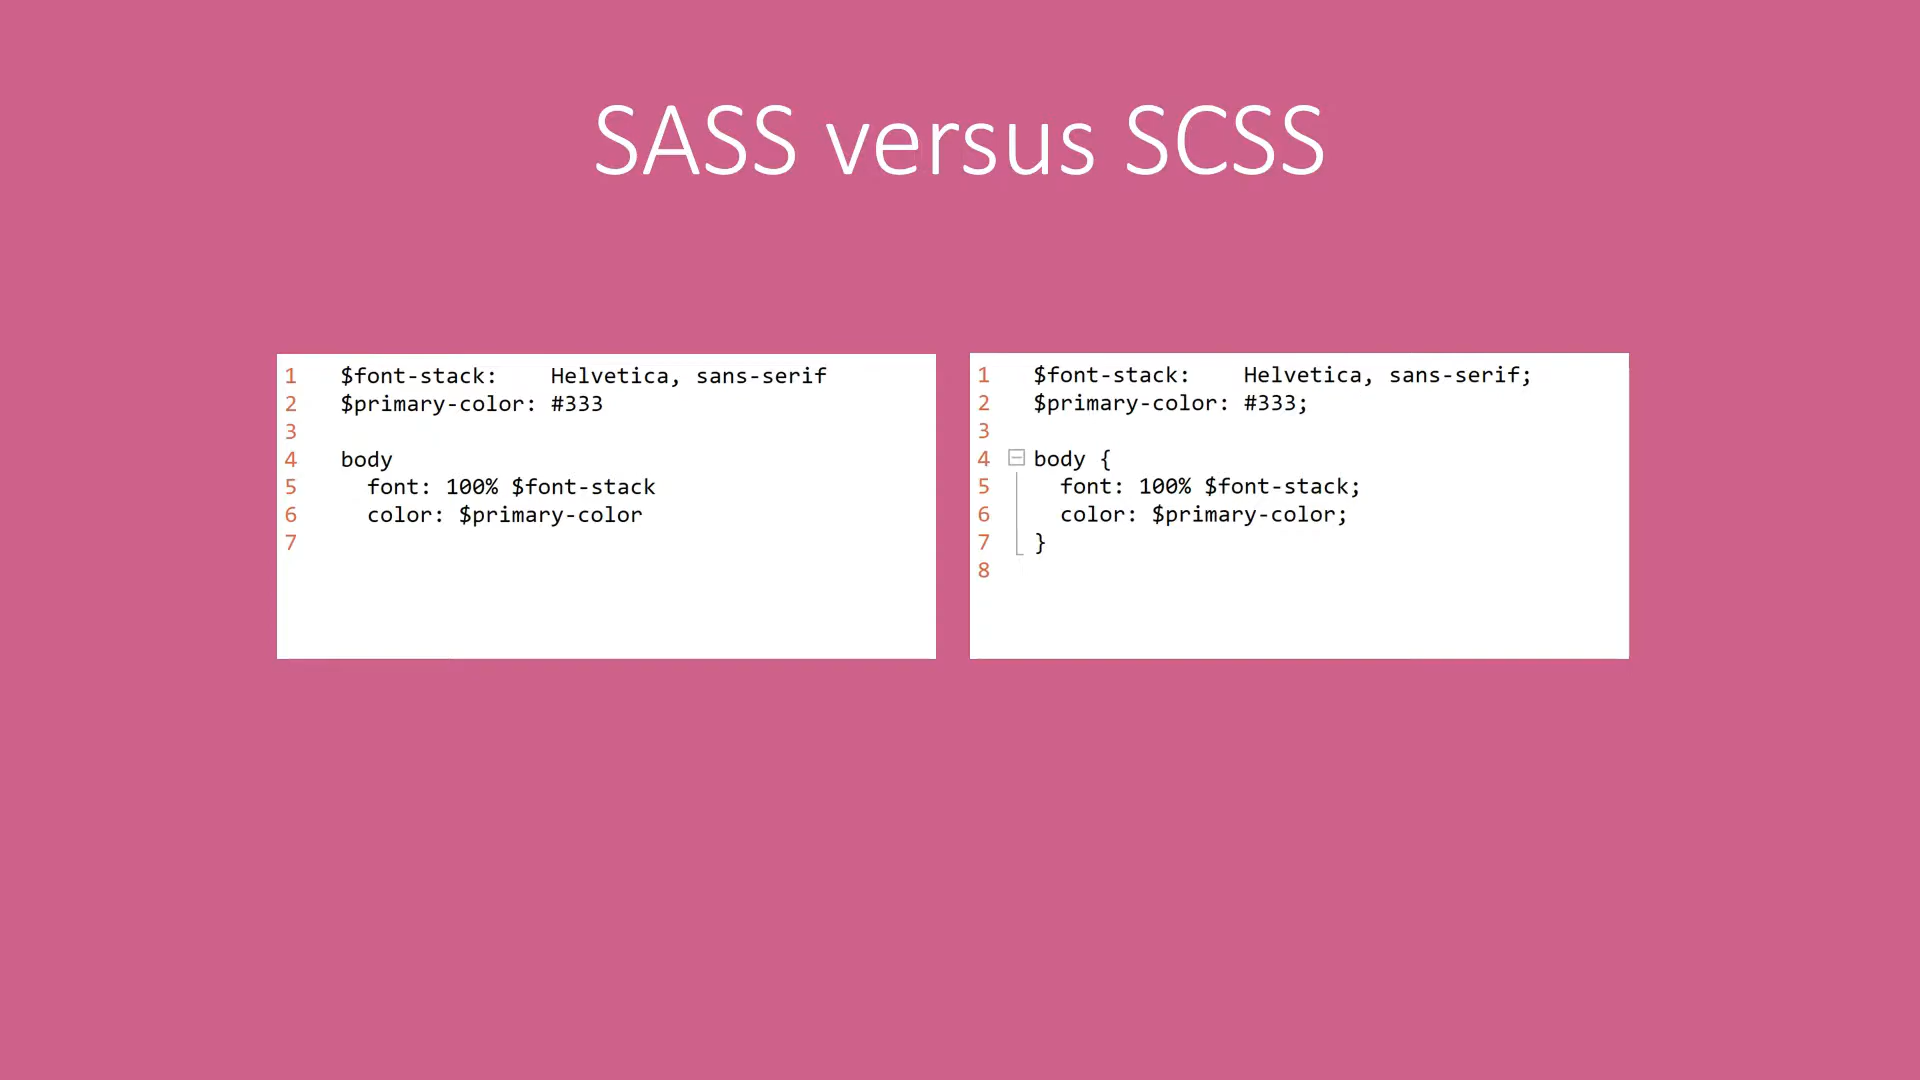 SASS versus SCSS
1 $font-stack:    Helvetica, sans-serif
2 $primary-color: #333
3
4 body
5   font: 100% $font-stack
6   color: $primary-color
7
1 $font-stack:    Helvetica, sans-serif;
2 $primary-color: #333;
3
4 body {
5   font: 100% $font-stack;
6   color: $primary-color;
7 }
8